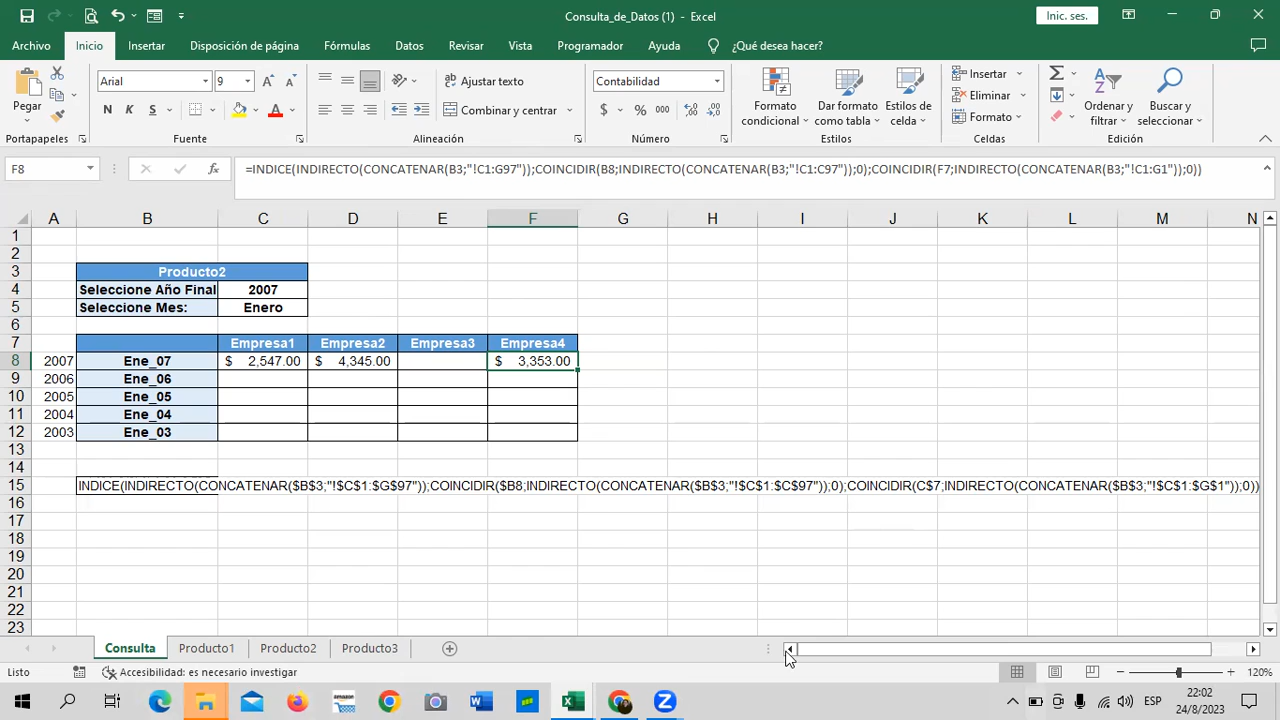 Consulta_de_Datos (1) - Excel
Inic. ses.
Archivo Inicio Insertar Disposición de página Fórmulas Datos Revisar Vista Programador Ayuda ¿Qué desea hacer?
Pegar
Arial 9
N K S
Ajustar texto
Combinar y centrar
Contabilidad
$ % 000
Formato condicional
Dar formato como tabla
Estilos de celda
Insertar
Eliminar
Formato
Ordenar y filtrar
Buscar y seleccionar
Portapapeles Fuente Alineación Número Estilos Celdas Edición
F8 fx =INDICE(INDIRECTO(CONCATENAR(B3;"!C1:G97"));COINCIDIR(B8;INDIRECTO(CONCATENAR(B3;"!C1:C97"));0);COINCIDIR(F7;INDIRECTO(CONCATENAR(B3;"!C1:G1"));0))
A B C D E F G H I J K L M N
1
2
3 Producto2
4 Seleccione Año Final 2007
5 Seleccione Mes: Enero
6
7 Empresa1 Empresa2 Empresa3 Empresa4
8 2007 Ene_07 $ 2,547.00 $ 4,345.00 $ 3,353.00
9 2006 Ene_06
10 2005 Ene_05
11 2004 Ene_04
12 2003 Ene_03
13
14
15 INDICE(INDIRECTO(CONCATENAR($B$3;"!$C$1:$G$97"));COINCIDIR($B8;INDIRECTO(CONCATENAR($B$3;"!$C$1:$C$97"));0);COINCIDIR(C$7;INDIRECTO(CONCATENAR($B$3;"!$C$1:$G$1"));0))
16
17
18
19
20
21
22
23
Consulta Producto1 Producto2 Producto3
Listo Accesibilidad: es necesario investigar 120%
amazon
ESP
22:02
24/8/2023